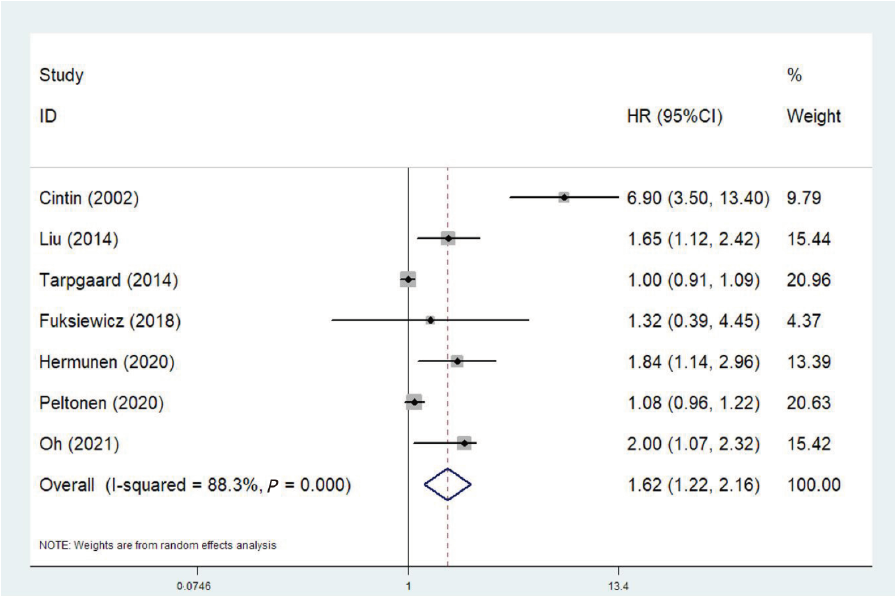 Study %
ID HR (95%CI) Weight
Cintin (2002) 6.90 (3.50, 13.40) 9.79
Liu (2014) 1.65 (1.12, 2.42) 15.44
Tarpgaard (2014) 1.00 (0.91, 1.09) 20.96
Fuksiewicz (2018) 1.32 (0.39, 4.45) 4.37
Hermunen (2020) 1.84 (1.14, 2.96) 13.39
Peltonen (2020) 1.08 (0.96, 1.22) 20.63
Oh (2021) 2.00 (1.07, 2.32) 15.42
Overall (I-squared = 88.3%, P = 0.000) 1.62 (1.22, 2.16) 100.00
NOTE: Weights are from random effects analysis
0.0746 1 13.4